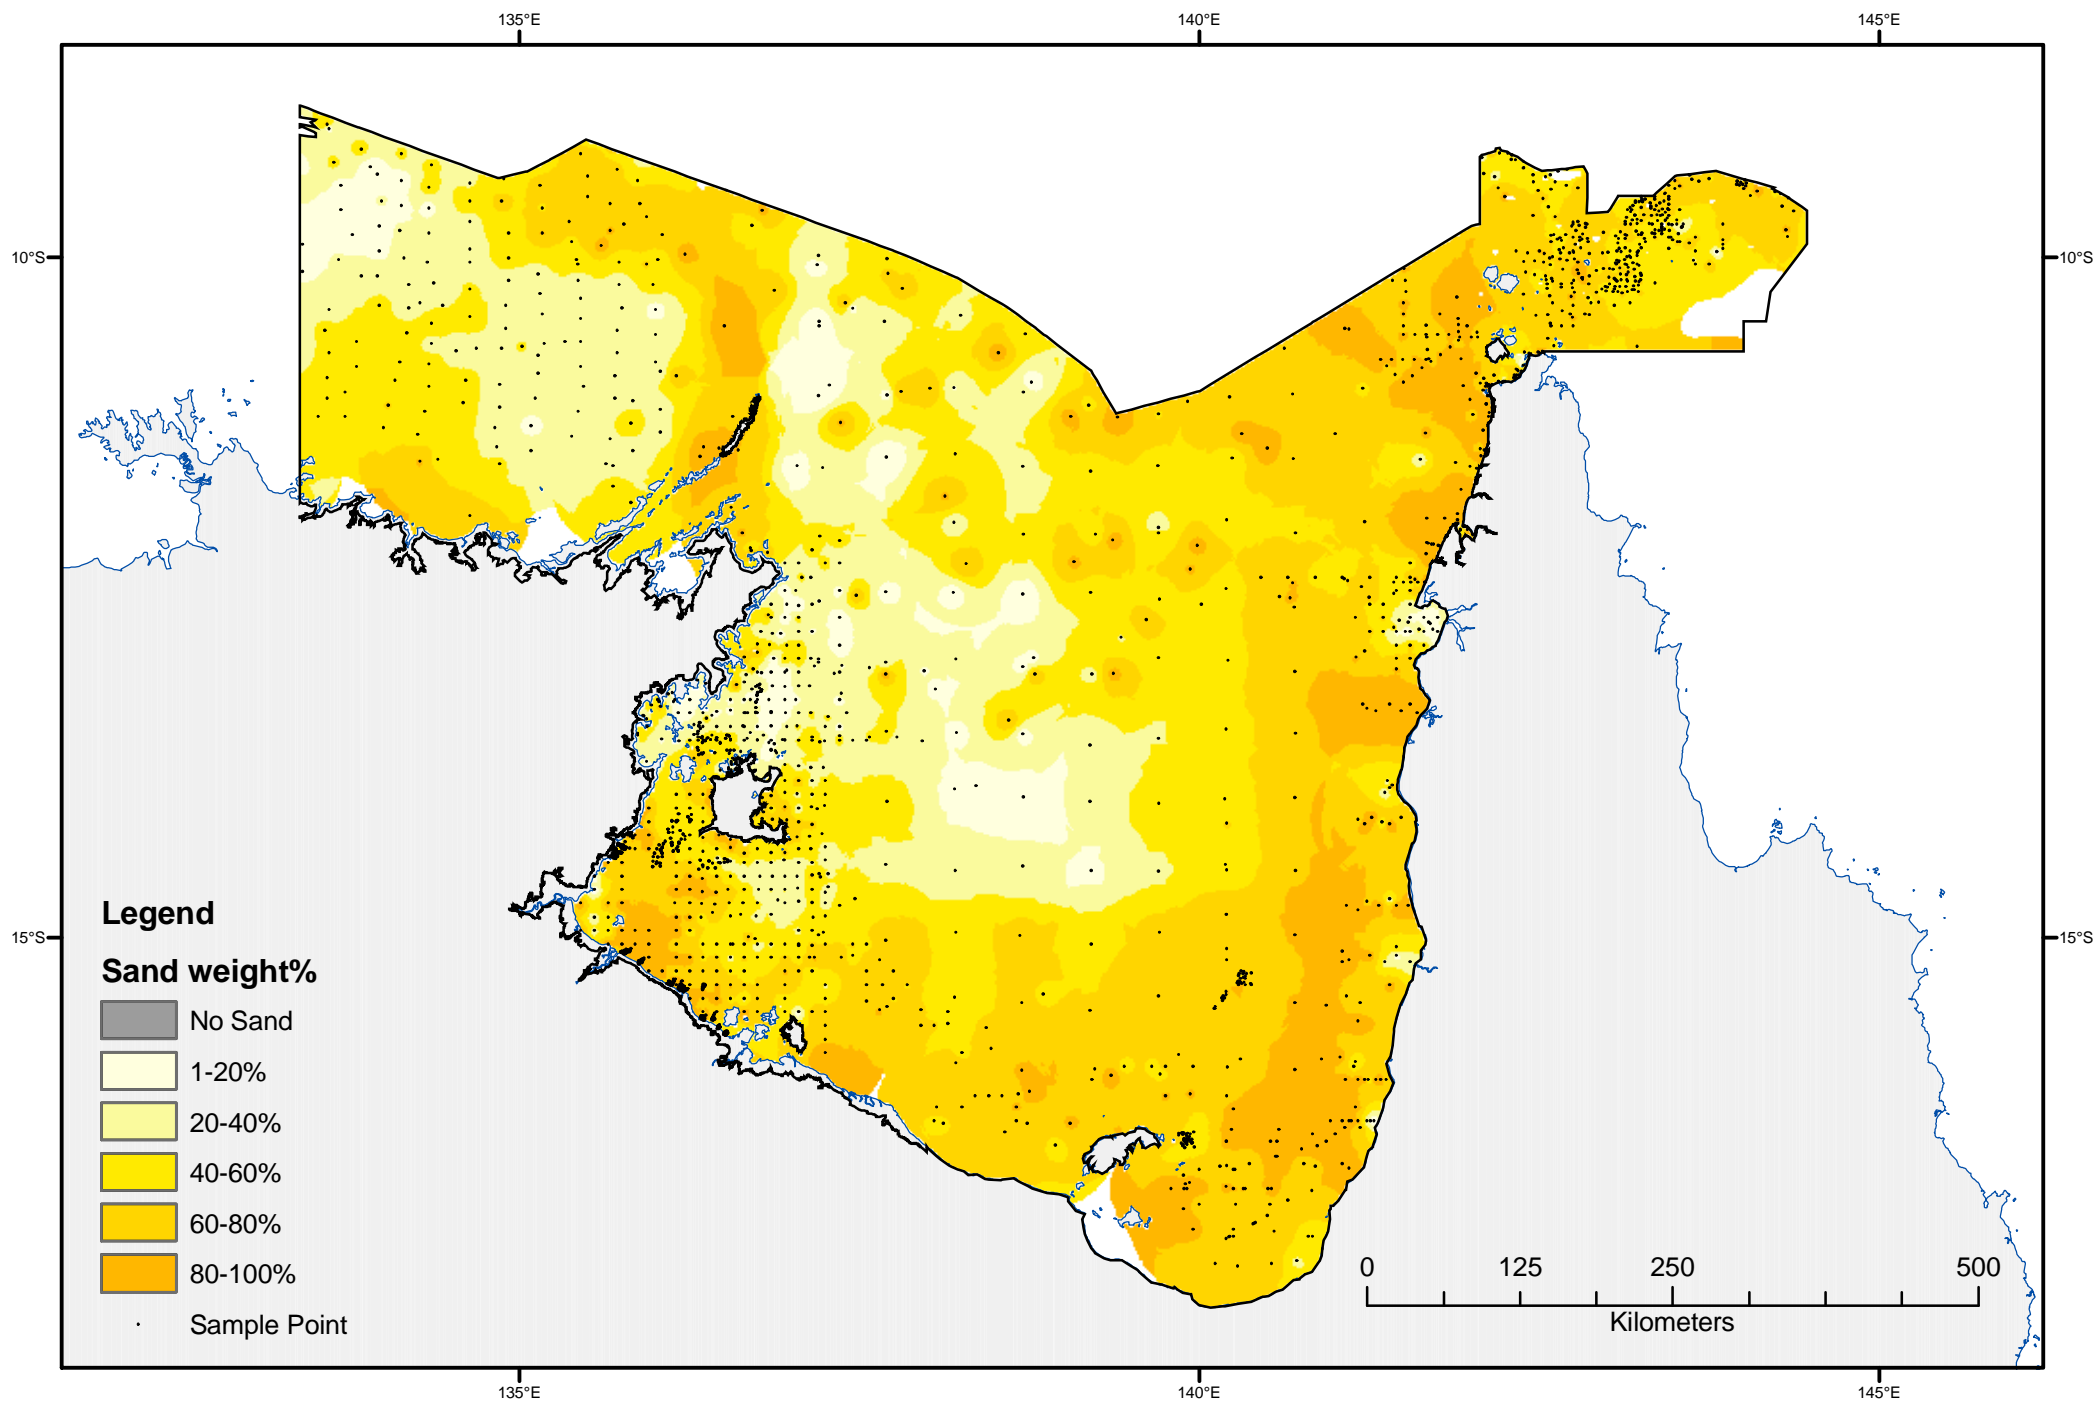 135°E 140°E 145°E
10°S 10°S
15°S 15°S
Legend
Sand weight%
No Sand
1-20%
20-40%
40-60%
60-80%
80-100%
Sample Point
0 125 250 500
Kilometers
135°E 140°E 145°E